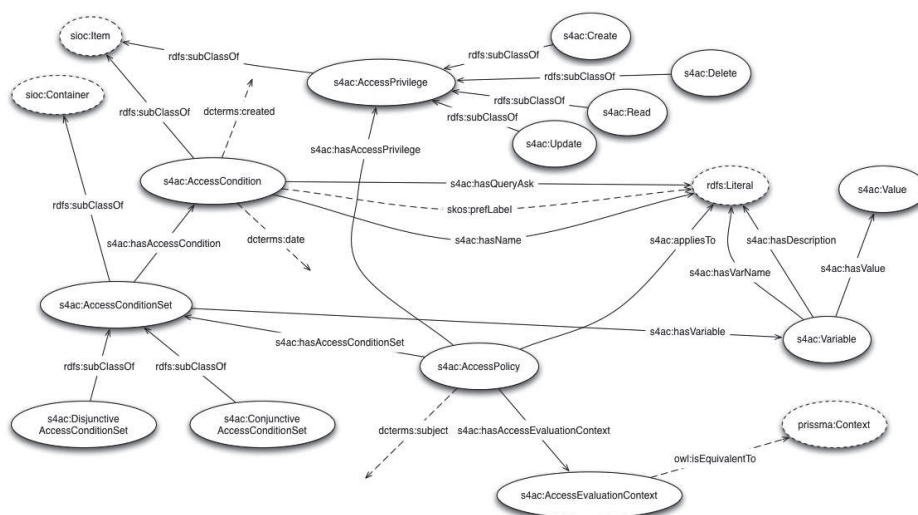 sioc:Item
s4ac:Create
rdfs:subClassOf
rdfs:subClassOf
s4ac:AccessPrivilege
rdfs:subClassOf
s4ac:Delete
sioc:Container
rdfs:subClassOf
dcterms:created
rdfs:subClassOf
s4ac:Read
rdfs:subClassOf
s4ac:Update
s4ac:hasAccessPrivilege
s4ac:AccessCondition
s4ac:hasQueryAsk
rdfs:Literal
s4ac:Value
rdfs:subClassOf
skos:prefLabel
dcterms:date
s4ac:hasName
s4ac:appliesTo
s4ac:hasDescription
s4ac:hasAccessCondition
s4ac:hasVarName
s4ac:hasValue
s4ac:AccessConditionSet
s4ac:hasAccessConditionSet
s4ac:hasVariable
s4ac:Variable
rdfs:subClassOf
rdfs:subClassOf
s4ac:AccessPolicy
s4ac:Disjunctive
AccessConditionSet
s4ac:Conjunctive
AccessConditionSet
dcterms:subject
s4ac:hasAccessEvaluationContext
prissma:Context
owl:isEquivalentTo
s4ac:AccessEvaluationContext